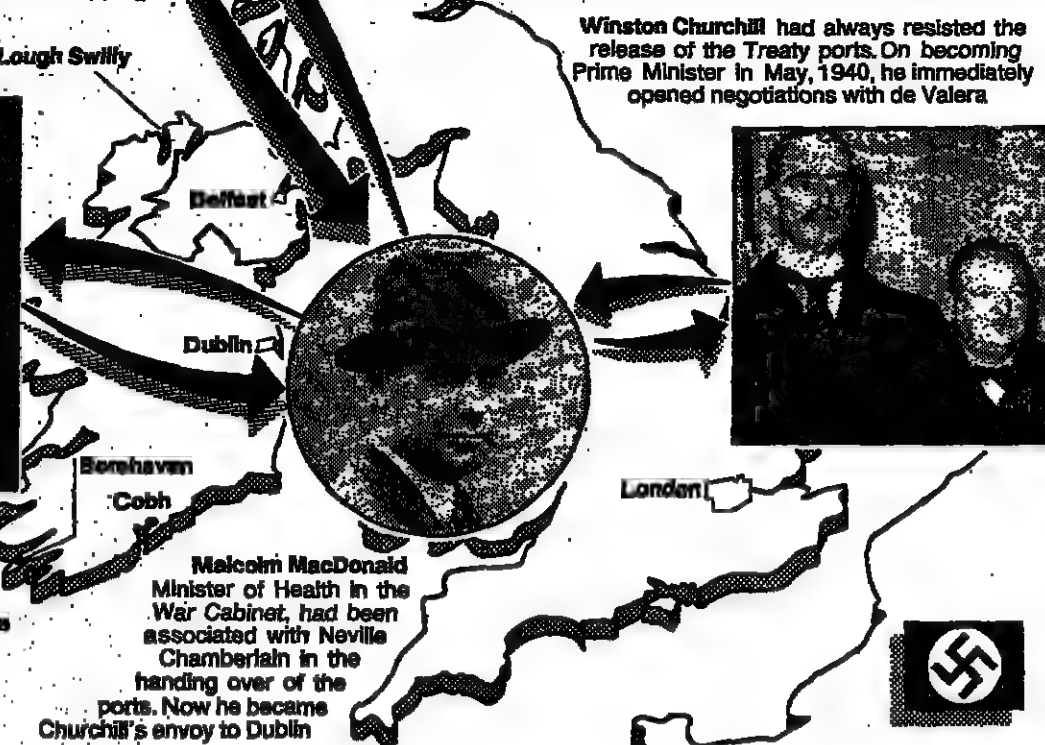 Lough Swilly
Winston Churchill had always resisted the
release of the Treaty ports. On becoming
Prime Minister in May, 1940, he immediately
opened negotiations with de Valera
Belfast
Dublin
Berehaven
Cobh
London
Malcolm MacDonald
Minister of Health in the
War Cabinet, had been
associated with Neville
Chamberlain in the
handing over of the
ports. Now he became
Churchill's envoy to Dublin